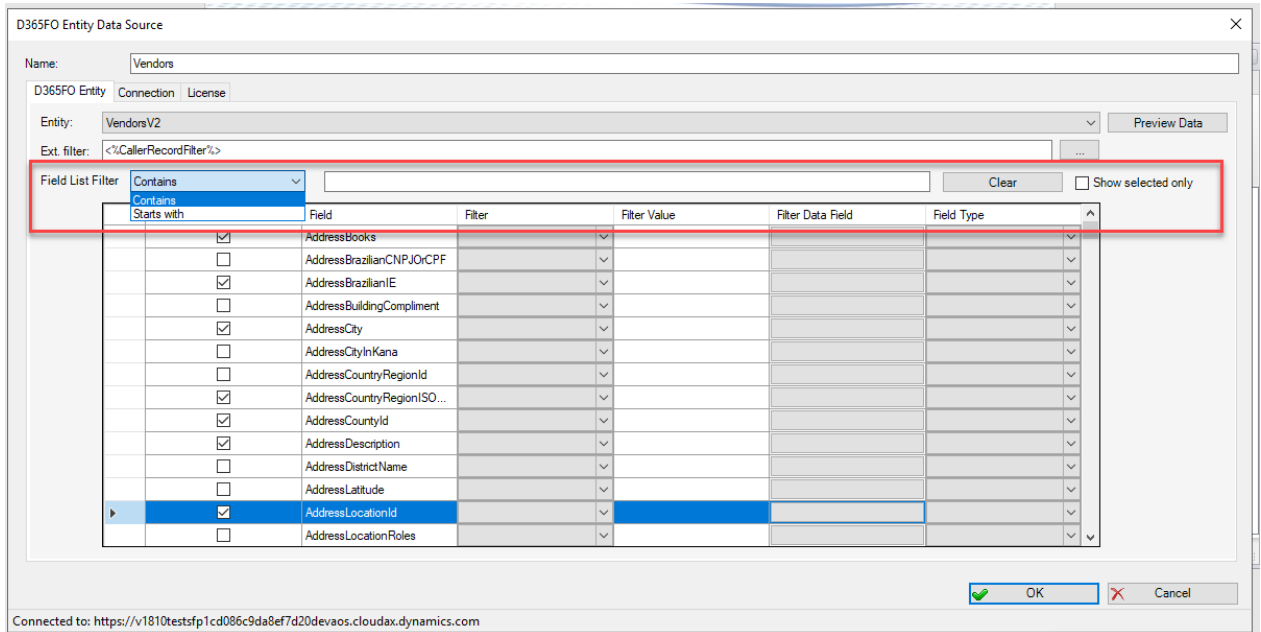 D365FO Entity Data Source
Name: Vendors
D365FO Entity Connection License
Entity: VendorsV2 Preview Data
Ext. filter: <%CallerRecordFilter%> ...
Field List Filter Contains Clear Show selected only
Contains
Starts with
Field Filter Filter Value Filter Data Field Field Type
AddressBooks
AddressBrazilianCNPJOrCPF
AddressBrazilianIE
AddressBuildingCompliment
AddressCity
AddressCityInKana
AddressCountryRegionId
AddressCountryRegionISO...
AddressCountyId
AddressDescription
AddressDistrictName
AddressLatitude
AddressLocationId
AddressLocationRoles
OK Cancel
Connected to: https://v1810testsfp1cd086c9da8ef7d20devaos.cloudax.dynamics.com